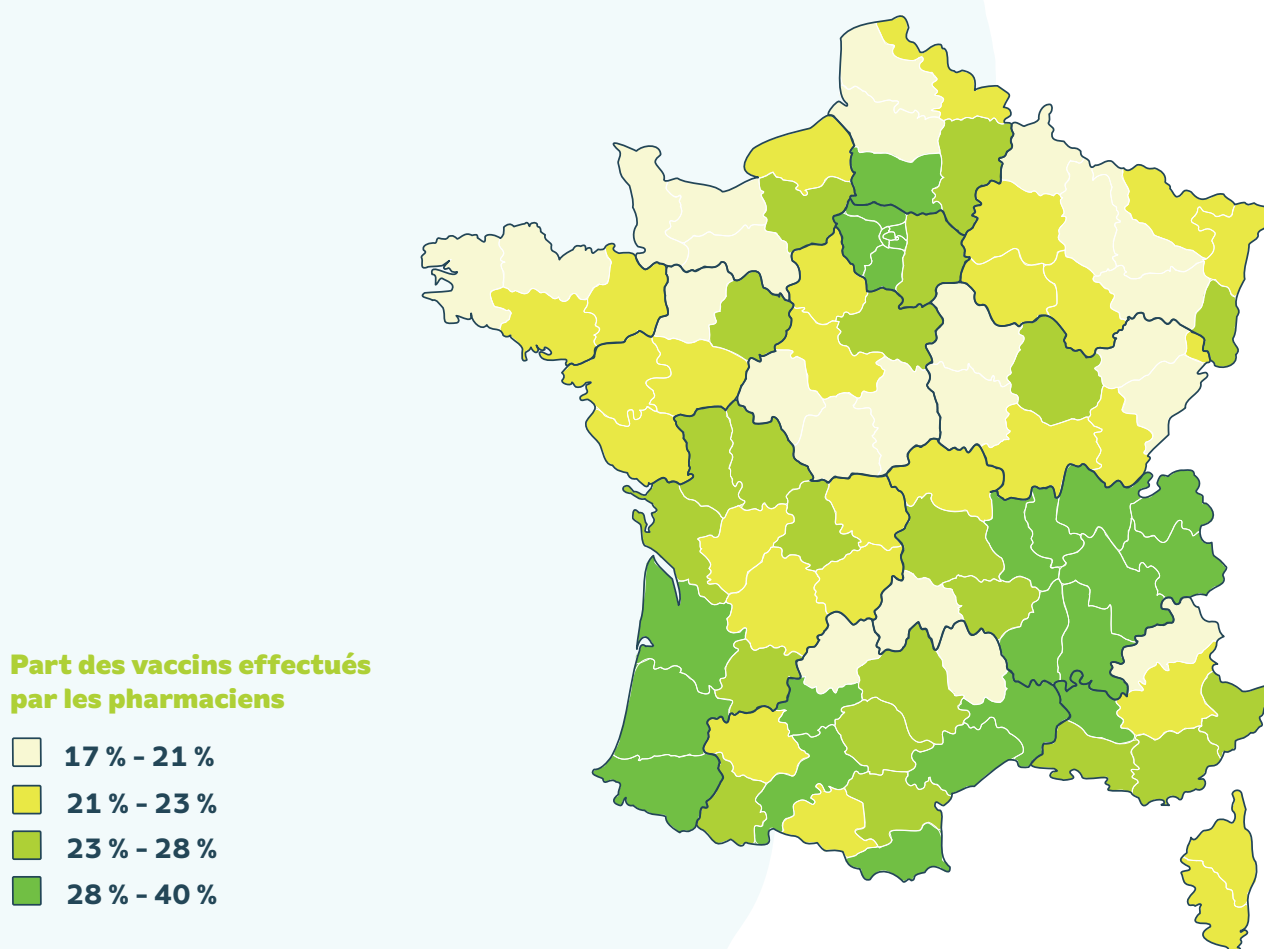 Part des vaccins effectués
par les pharmaciens
17 % - 21 %
21 % - 23 %
23 % - 28 %
28 % - 40 %